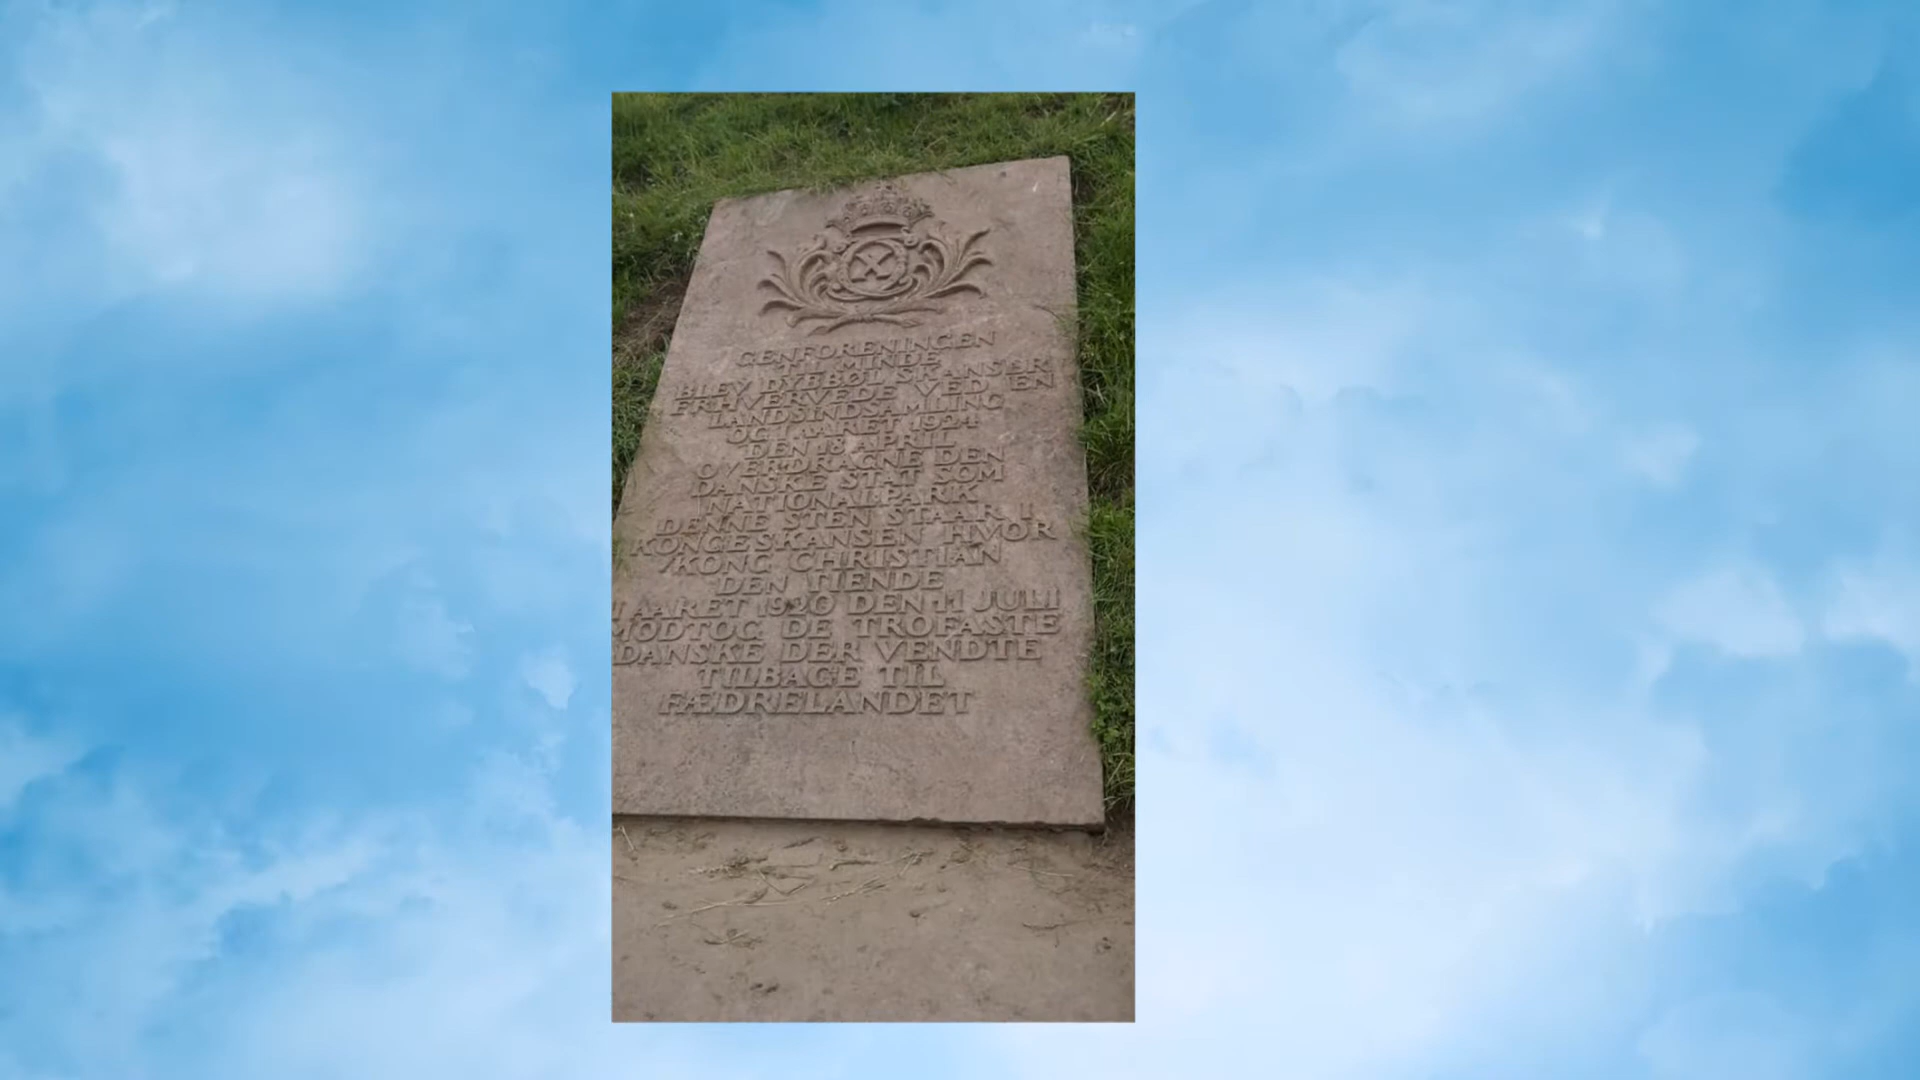 GENFORENINGEN
TIL MINDE
BLEV DYBBØL SKANSER
ERHVERVEDE VED EN
LANDSINDSAMLING
OG I AARET 1924
DEN 18 APRIL
OVERDRAGNE DEN
DANSKE STAT SOM
NATIONALPARK
DENNE STEN STAAR I
KONGESKANSEN HVOR
KONG CHRISTIAN
DEN TIENDE
I AARET 1920 DEN 11 JULI
MODTOG DE TROFASTE
DANSKE DER VENDTE
TILBAGE TIL
FÆDRELANDET